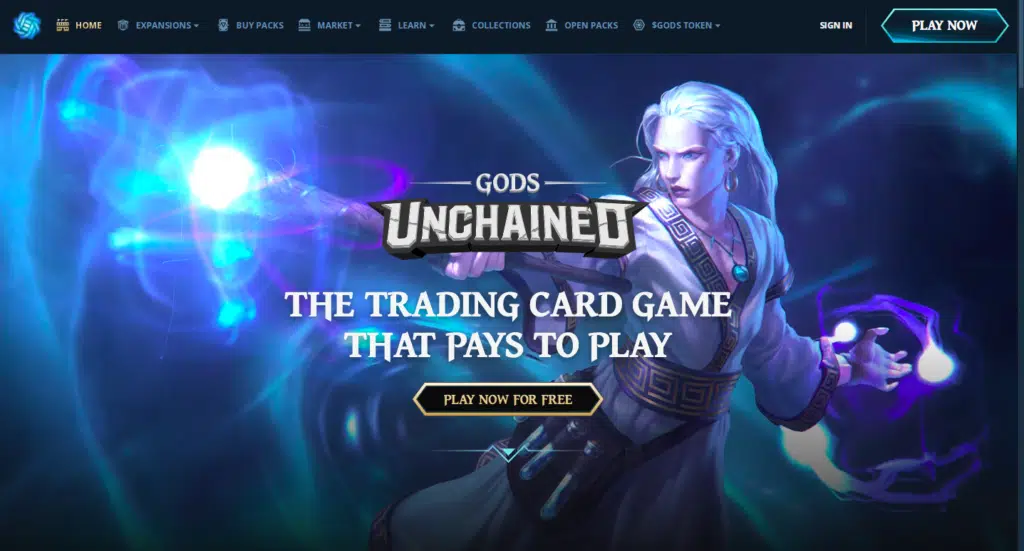 HOME
EXPANSIONS
BUY PACKS
MARKET
LEARN
COLLECTIONS
OPEN PACKS
$GODS TOKEN
SIGN IN
PLAY NOW
GODS
UNCHAINED
THE TRADING CARD GAME
THAT PAYS TO PLAY
PLAY NOW FOR FREE